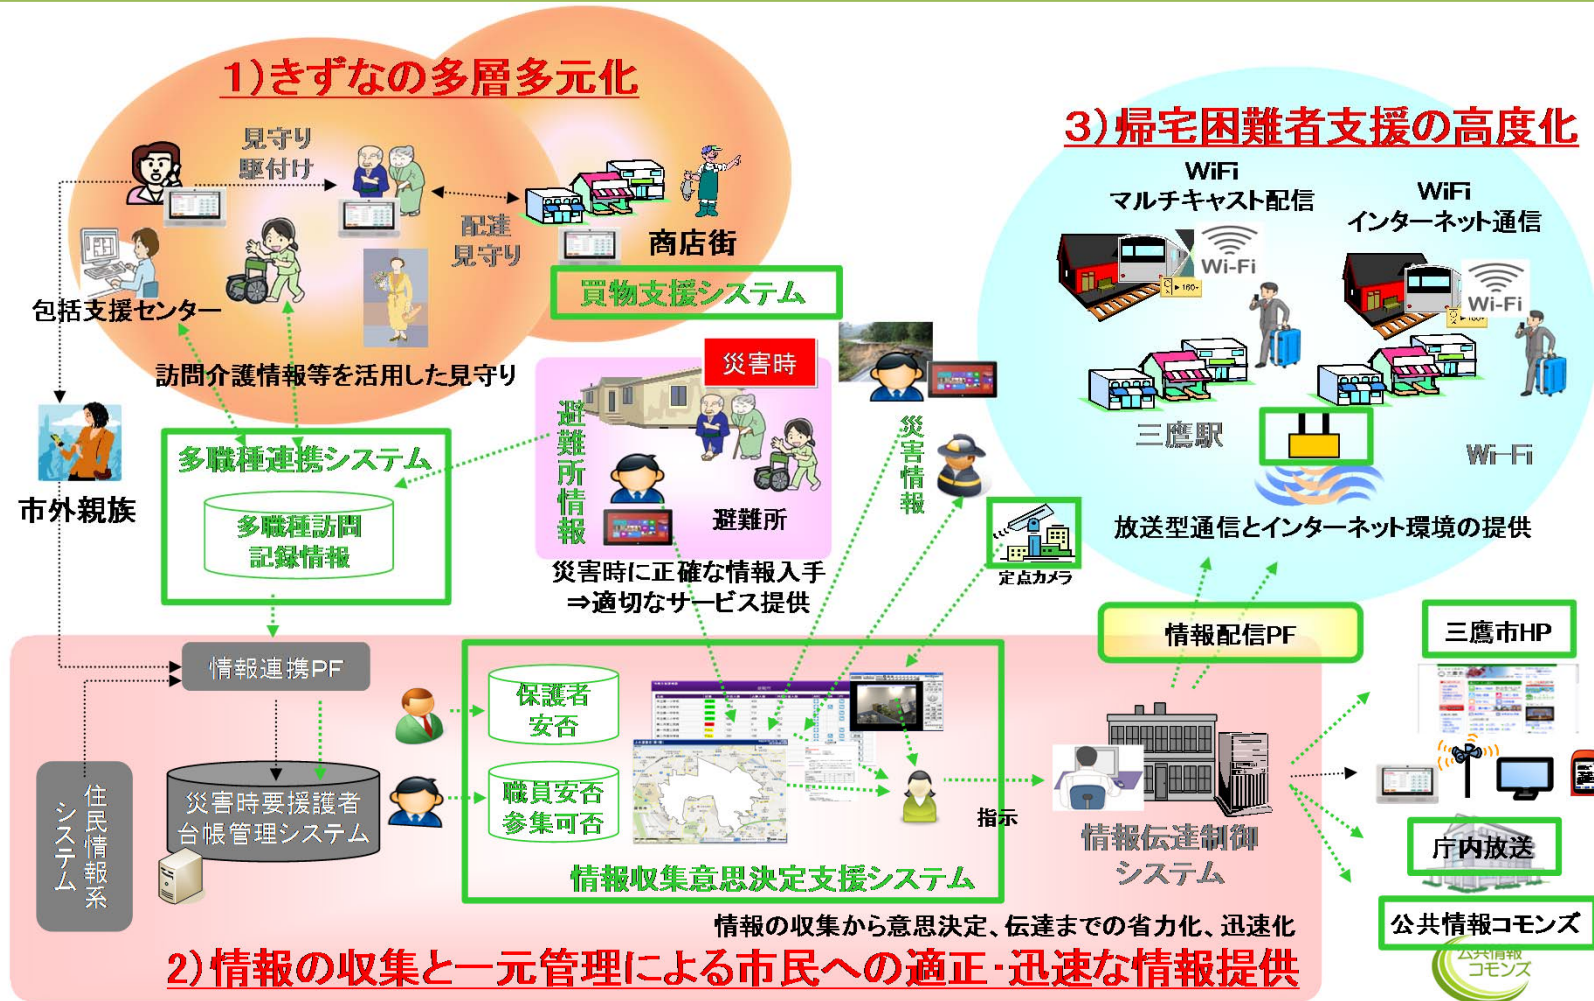 1)きずなの多層多元化
見守り
駆付け
配達
見守り
商店街
買物支援システム
包括支援センター
訪問介護情報等を活用した見守り
市外親族
多職種連携システム
多職種訪問
記録情報
災害時
避難所情報
避難所
災害時に正確な情報入手
⇒適切なサービス提供
災害情報
定点カメラ
3)帰宅困難者支援の高度化
WiFi
マルチキャスト配信
WiFi
インターネット通信
Wi-Fi
Wi-Fi
三鷹駅
Wi-Fi
放送型通信とインターネット環境の提供
情報配信PF
三鷹市HP
情報連携PF
保護者
安否
職員安否
参集可否
住民情報系
システム
災害時要援護者
台帳管理システム
指示
情報収集意思決定支援システム
情報伝達制御
システム
庁内放送
公共情報コモンズ
公共情報
コモンズ
情報の収集から意思決定、伝達までの省力化、迅速化
2)情報の収集と一元管理による市民への適正・迅速な情報提供